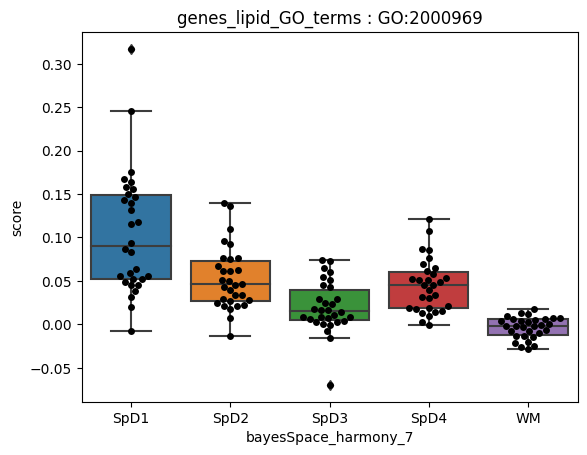 genes_lipid_GO_terms : GO:2000969
0.30
0.25
0.20
0.15
0.10
0.05
0.00
−0.05
score
SpD1 SpD2 SpD3 SpD4 WM
bayesSpace_harmony_7